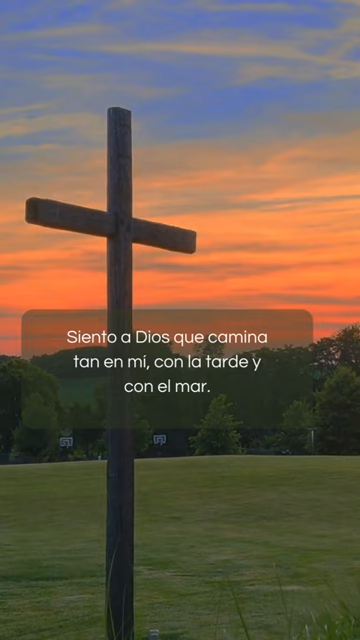 Siento a Dios que camina
tan en mí, con la tarde y
con el mar.